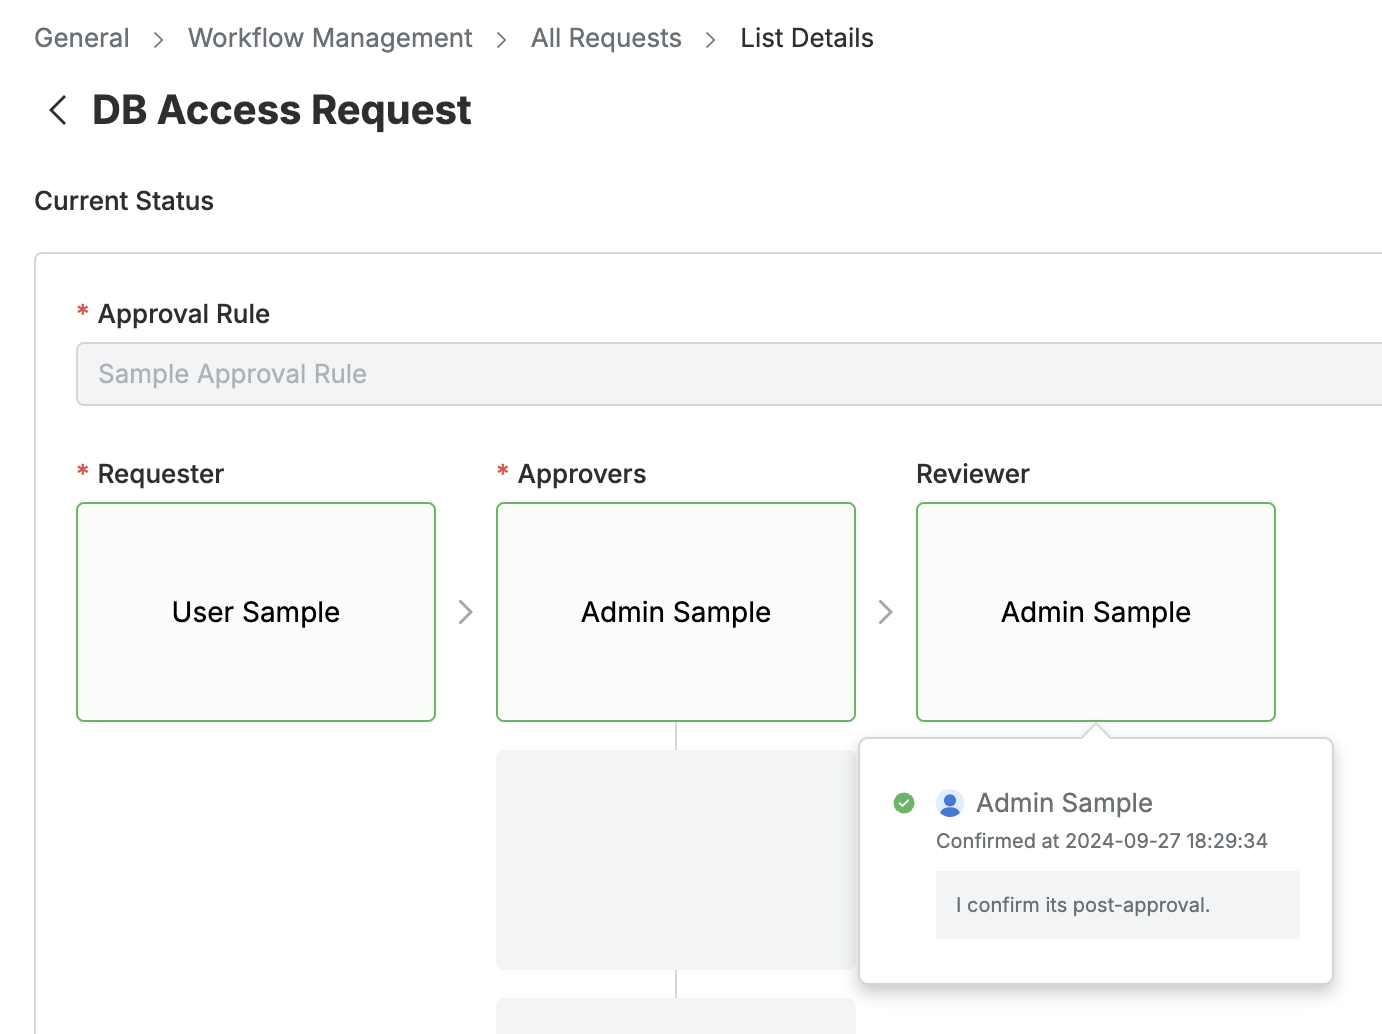 General > Workflow Management > All Requests > List Details
DB Access Request
Current Status
* Approval Rule
Sample Approval Rule
* Requester
* Approvers
Reviewer
User Sample
Admin Sample
Admin Sample
Admin Sample
Confirmed at 2024-09-27 18:29:34
I confirm its post-approval.